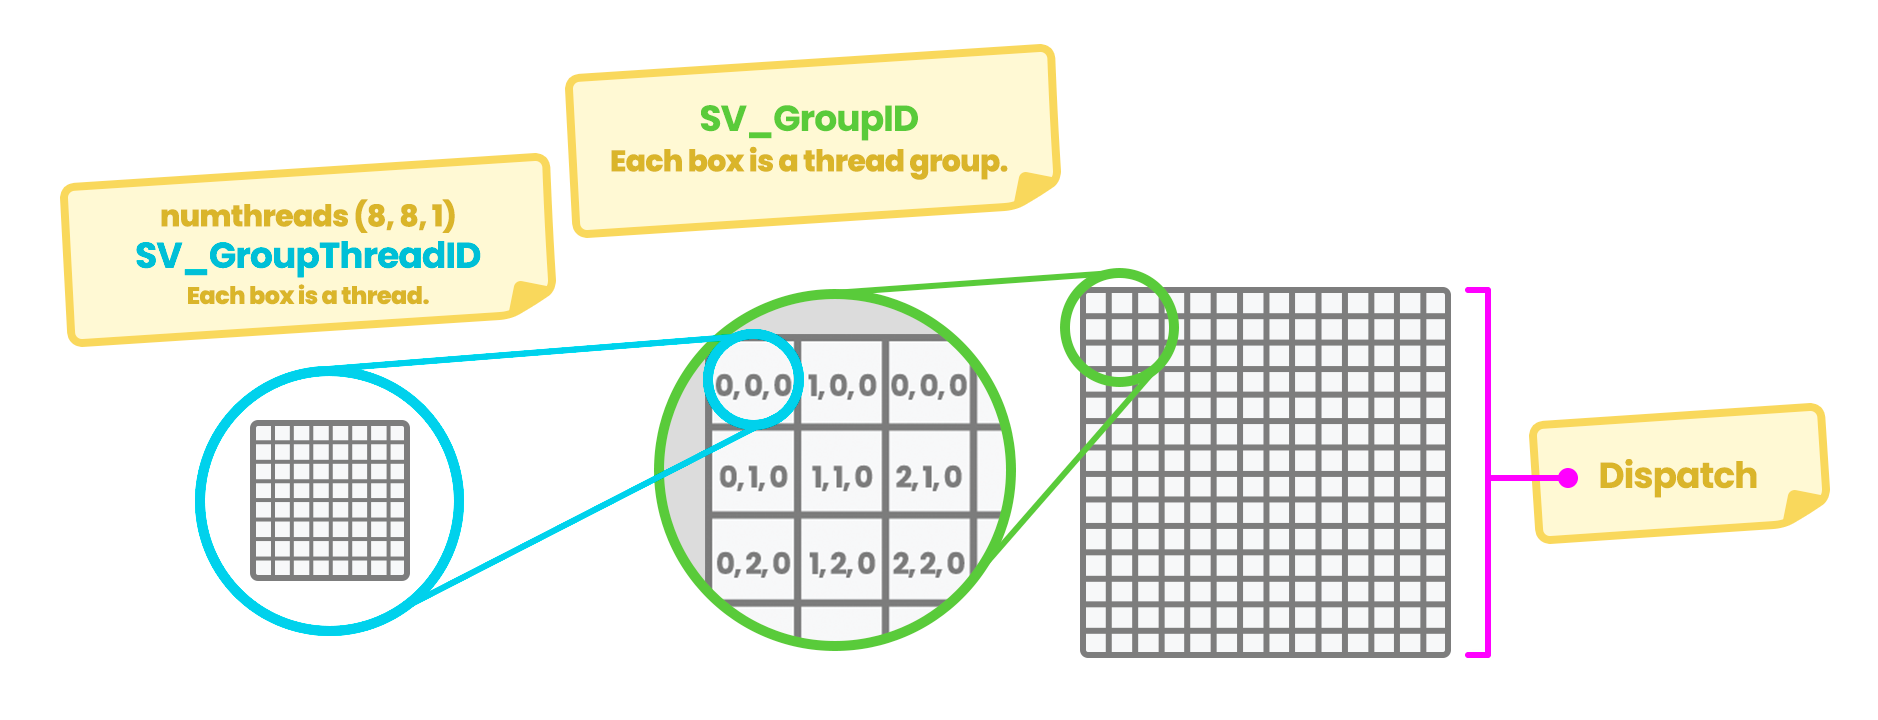 SV_GroupID
Each box is a thread group.
numthreads (8, 8, 1)
SV_GroupThreadID
Each box is a thread.
0,0,0 1,0,0 0,0,0
0,1,0 1,1,0 2,1,0
0,2,0 1,2,0 2,2,0
Dispatch